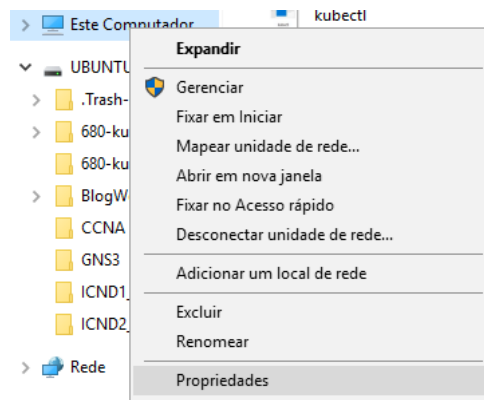 Este Computador
kubectl
Expandir
UBUNTU
Gerenciar
.Trash-
Fixar em Iniciar
680-ku
Mapear unidade de rede...
680-ku
Abrir em nova janela
BlogW
Fixar no Acesso rápido
CCNA
Desconectar unidade de rede...
GNS3
Adicionar um local de rede
ICND1_
Excluir
ICND2_
Renomear
Rede
Propriedades